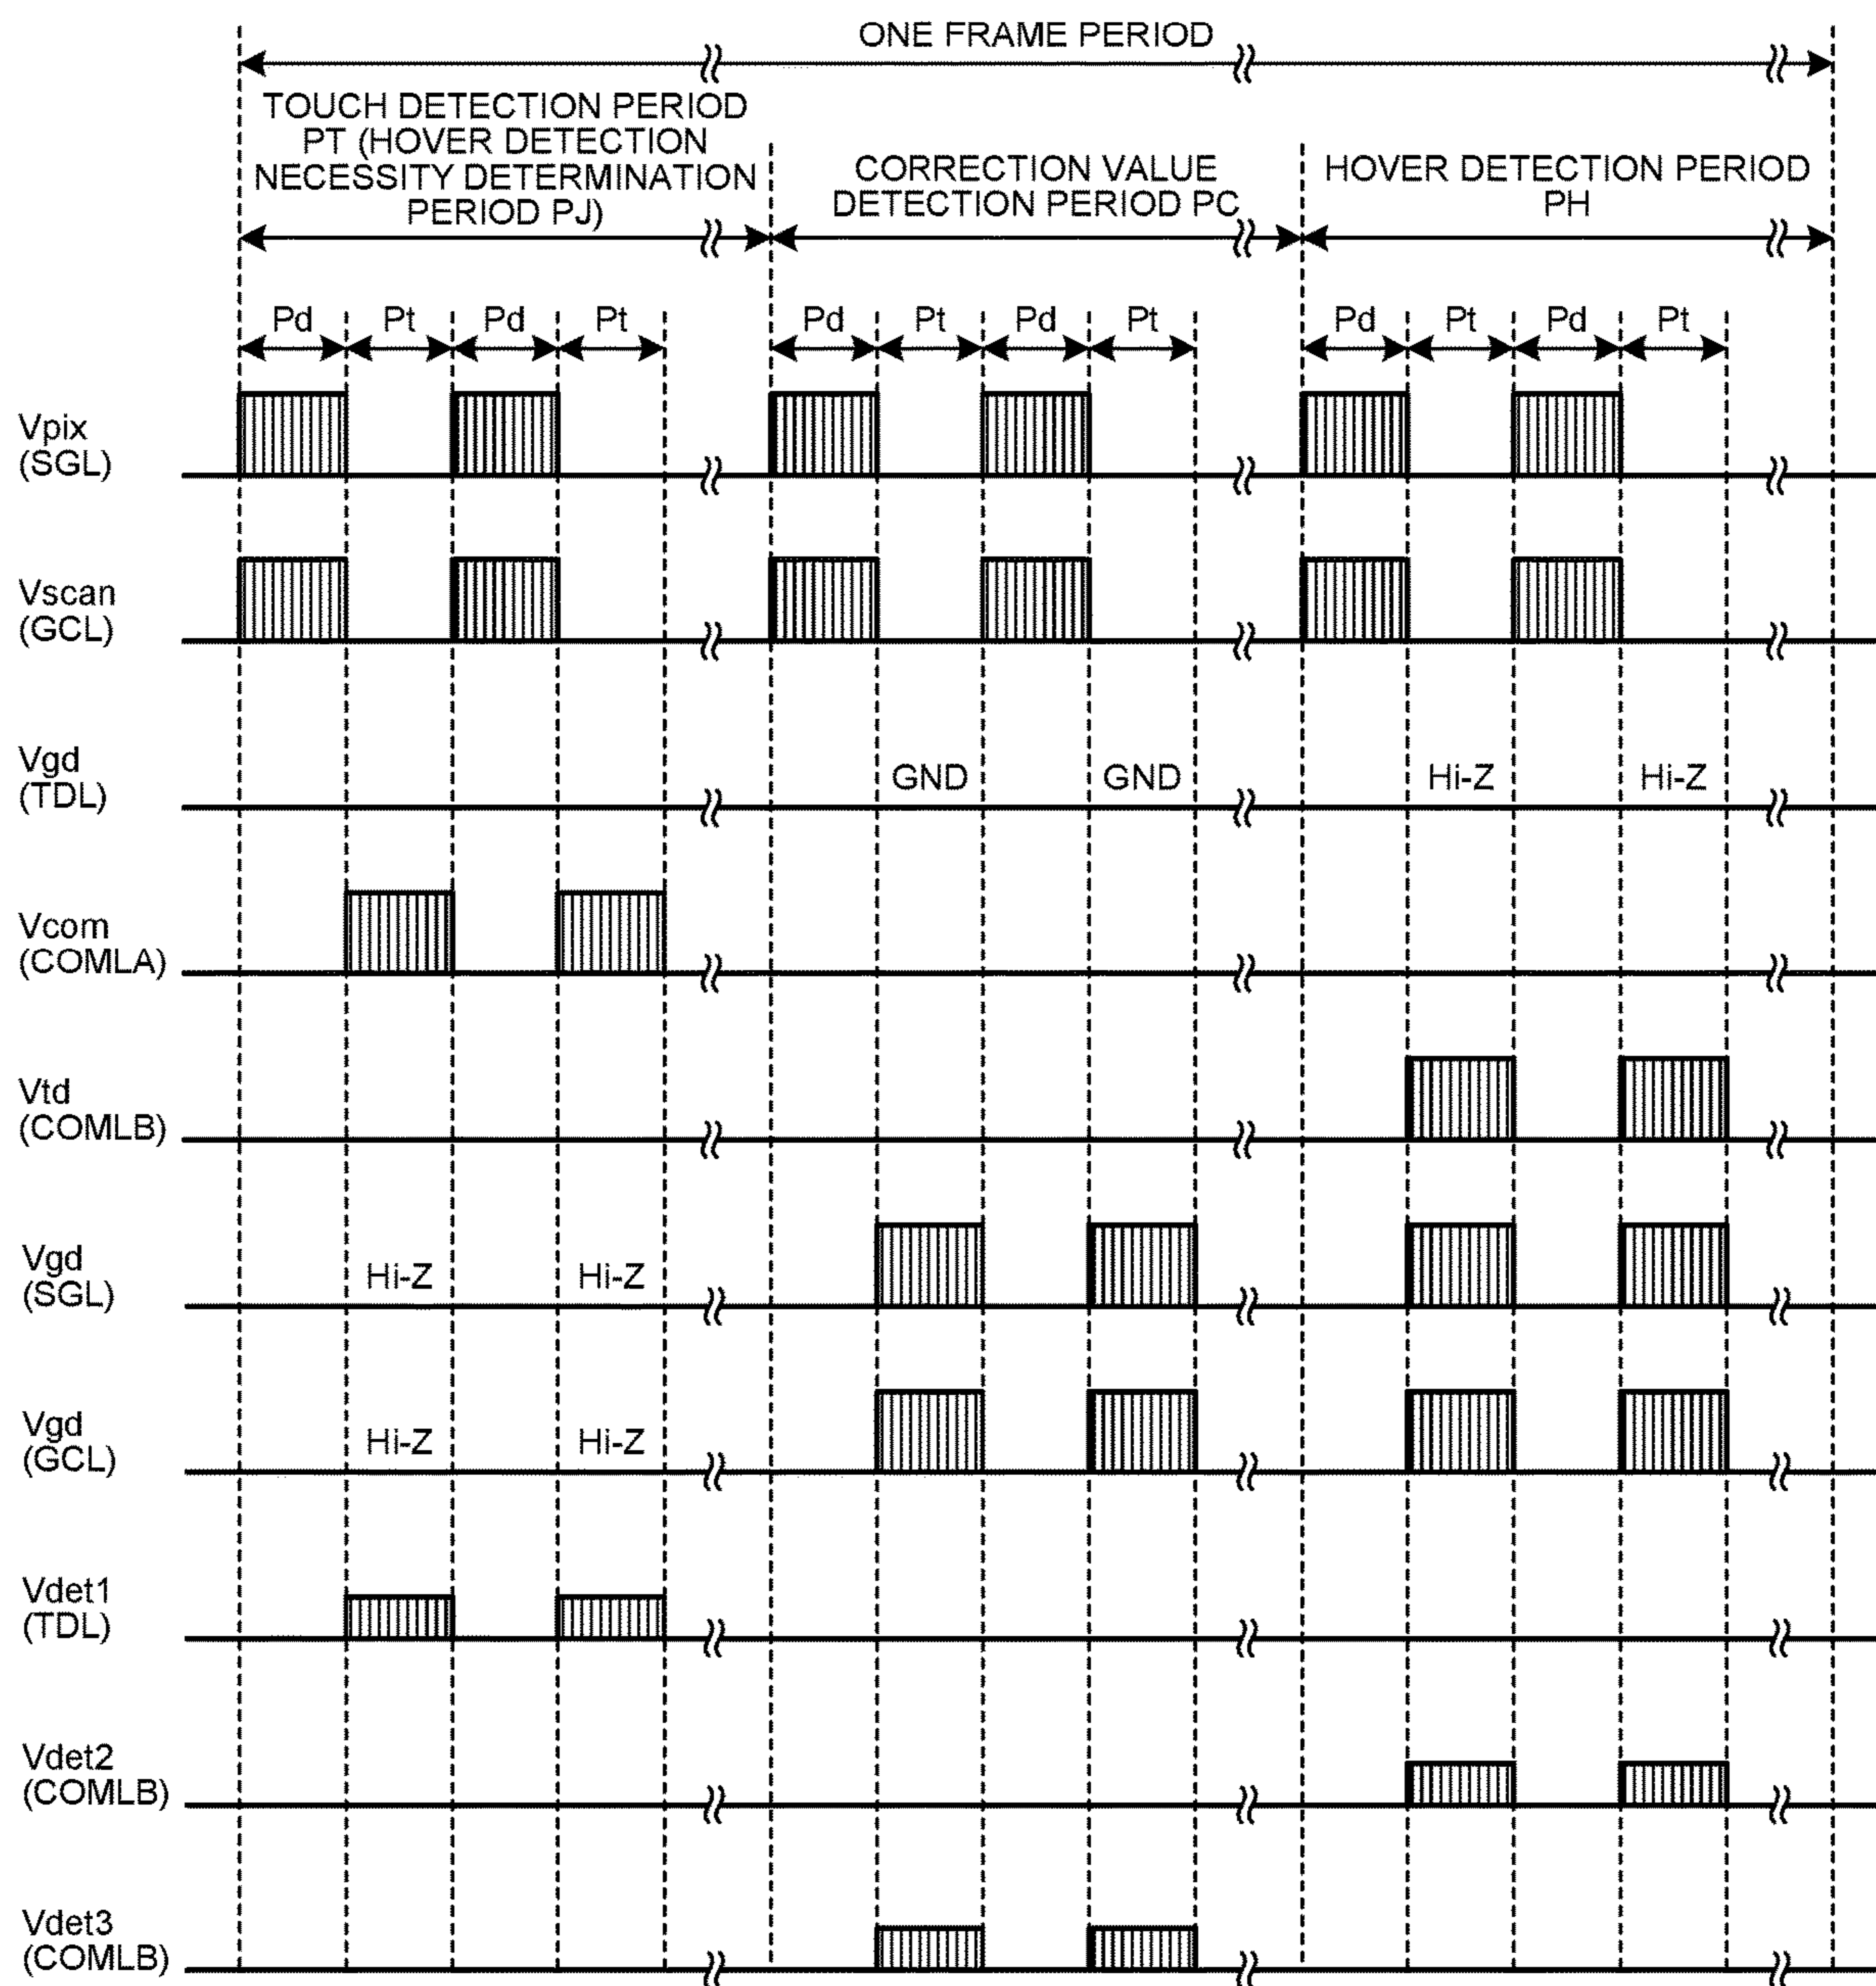 ONE FRAME PERIOD
TOUCH DETECTION PERIOD
PT (HOVER DETECTION
NECESSITY DETERMINATION
PERIOD PJ)
CORRECTION VALUE
DETECTION PERIOD PC
HOVER DETECTION PERIOD
PH
Pd Pt Pd Pt Pd Pt Pd Pt Pd Pt Pd Pt
Vpix
(SGL)
Vscan
(GCL)
Vgd
(TDL)
GND GND Hi-Z Hi-Z
Vcom
(COMLA)
Vtd
(COMLB)
Vgd
(SGL)
Hi-Z Hi-Z
Vgd
(GCL)
Hi-Z Hi-Z
Vdet1
(TDL)
Vdet2
(COMLB)
Vdet3
(COMLB)